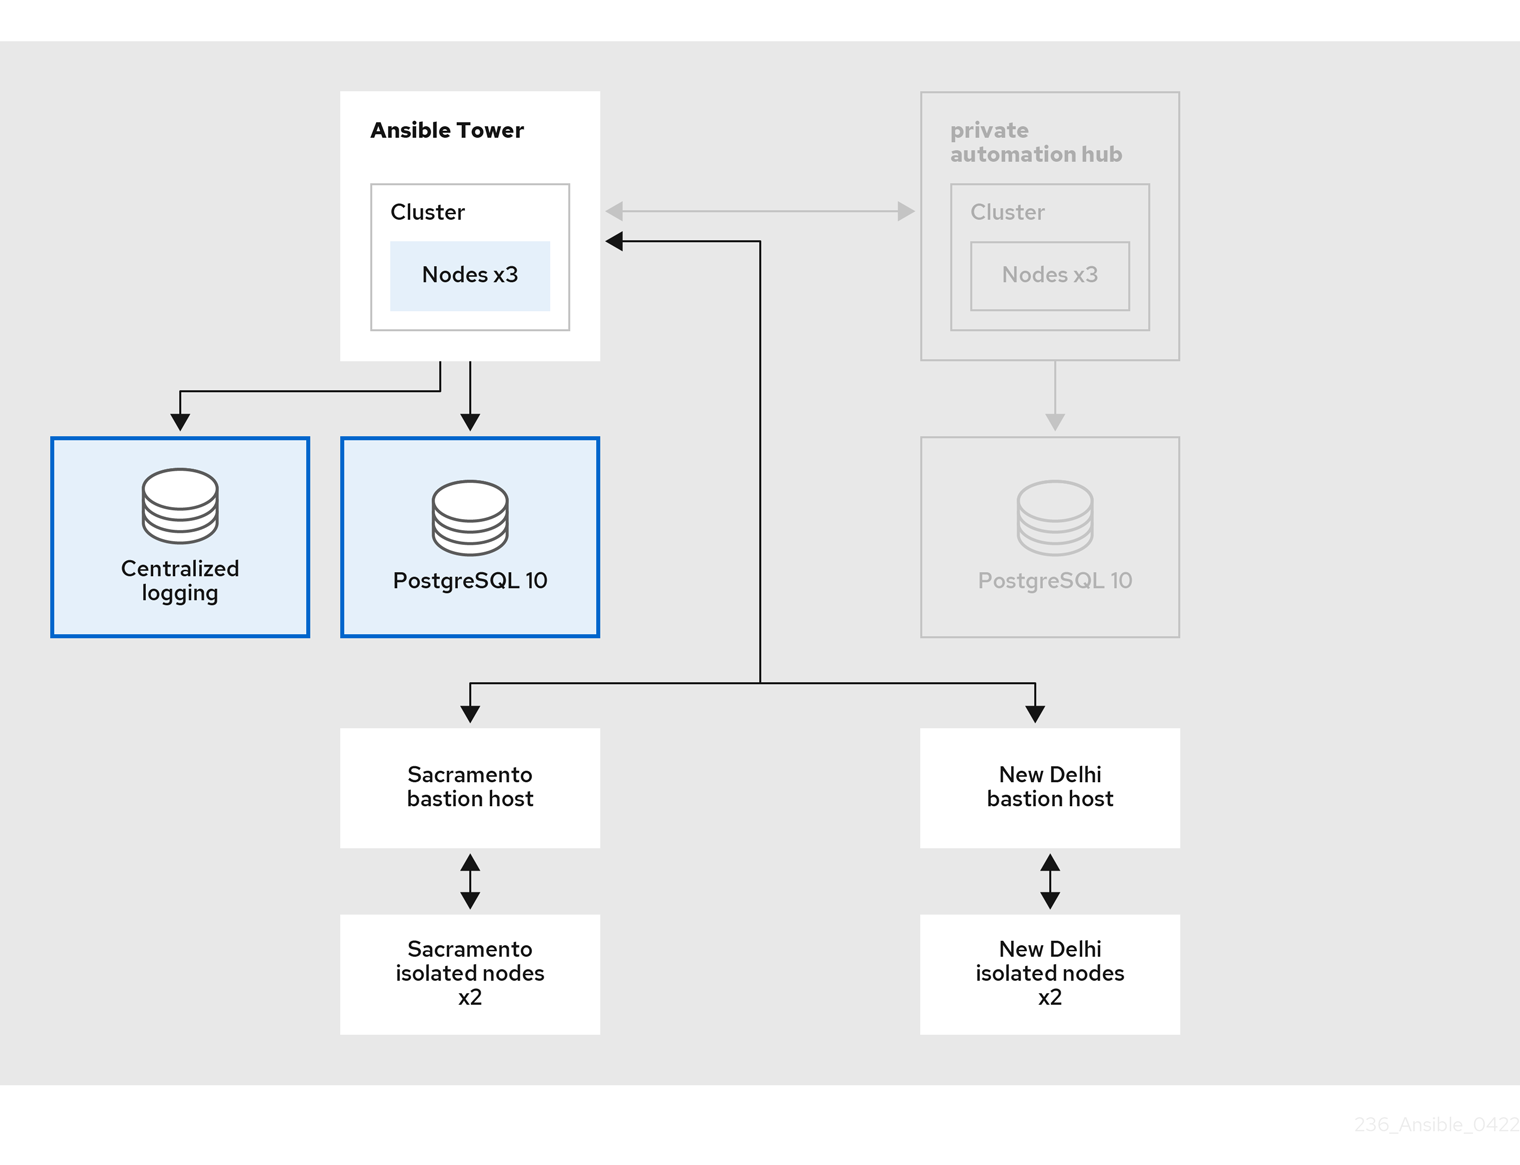 Ansible Tower
Cluster
Nodes x3
private
automation hub
Cluster
Nodes x3
Centralized
logging
PostgreSQL 10
PostgreSQL 10
Sacramento
bastion host
New Delhi
bastion host
Sacramento
isolated nodes
x2
New Delhi
isolated nodes
x2
236_Ansible_0422